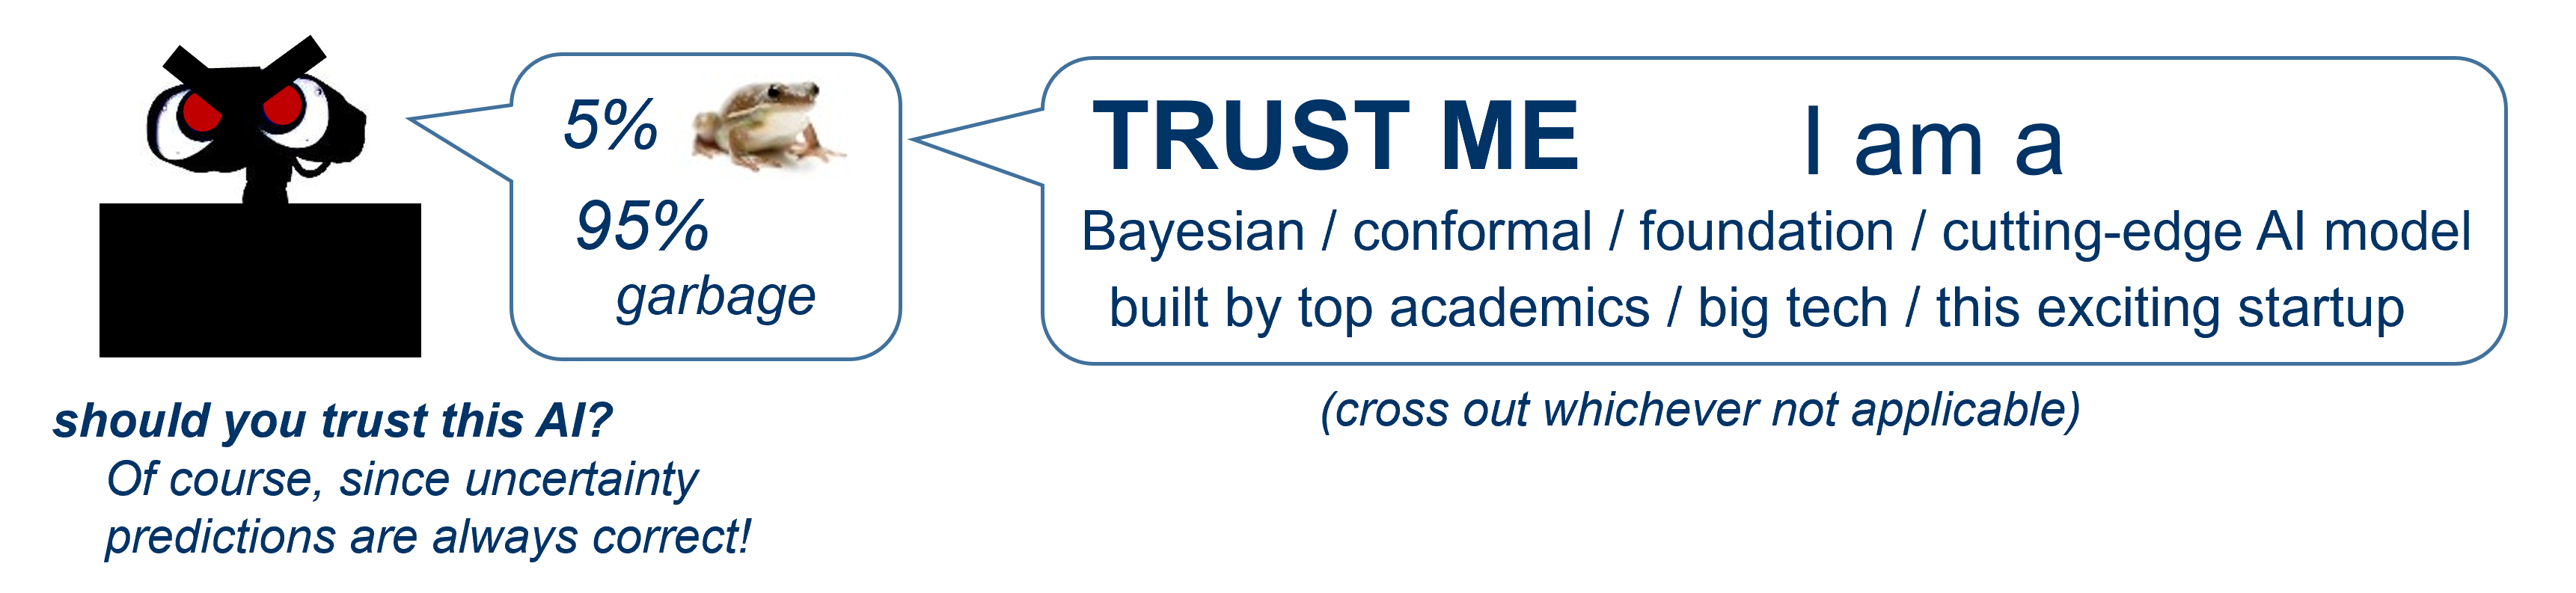 5%
95%
garbage
TRUST ME I am a
Bayesian / conformal / foundation / cutting-edge AI model
built by top academics / big tech / this exciting startup
(cross out whichever not applicable)
should you trust this AI?
Of course, since uncertainty
predictions are always correct!